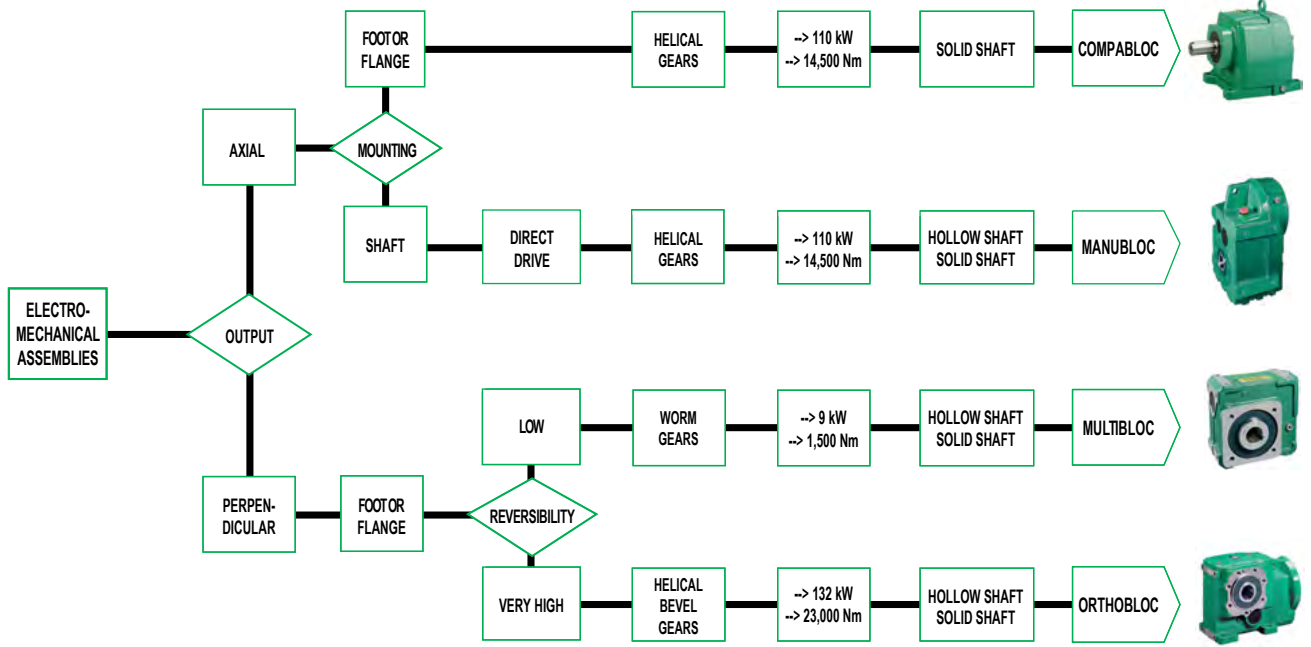 FOOT OR
FLANGE
HELICAL
GEARS
--> 110 kW
--> 14,500 Nm
SOLID SHAFT
COMPABLOC
AXIAL
MOUNTING
SHAFT
DIRECT
DRIVE
HELICAL
GEARS
--> 110 kW
--> 14,500 Nm
HOLLOW SHAFT
SOLID SHAFT
MANUBLOC
ELECTRO-
MECHANICAL
ASSEMBLIES
OUTPUT
LOW
WORM
GEARS
--> 9 kW
--> 1,500 Nm
HOLLOW SHAFT
SOLID SHAFT
MULTIBLOC
PERPEN-
DICULAR
FOOT OR
FLANGE
REVERSIBILITY
VERY HIGH
HELICAL
BEVEL
GEARS
--> 132 kW
--> 23,000 Nm
HOLLOW SHAFT
SOLID SHAFT
ORTHOBLOC